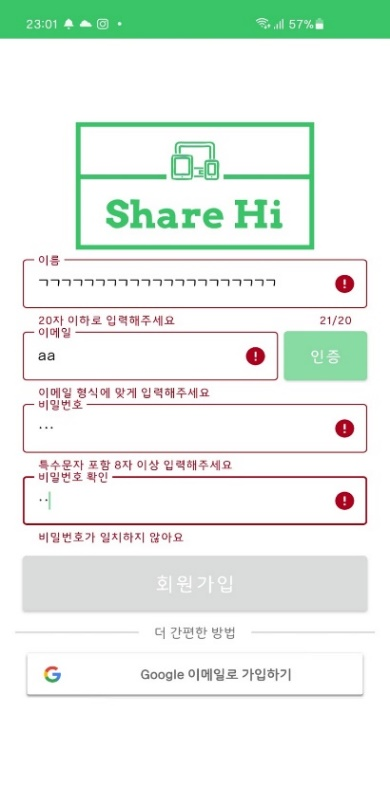 23:01
57%
Share Hi
이름
ㄱㄱㄱㄱㄱㄱㄱㄱㄱㄱㄱㄱㄱㄱㄱㄱㄱㄱㄱㄱㄱ
20자 이하로 입력해주세요 21/20
이메일
aa
인증
이메일 형식에 맞게 입력해주세요
비밀번호
···
특수문자 포함 8자 이상 입력해주세요
비밀번호 확인
··
비밀번호가 일치하지 않아요
회원가입
더 간편한 방법
Google 이메일로 가입하기